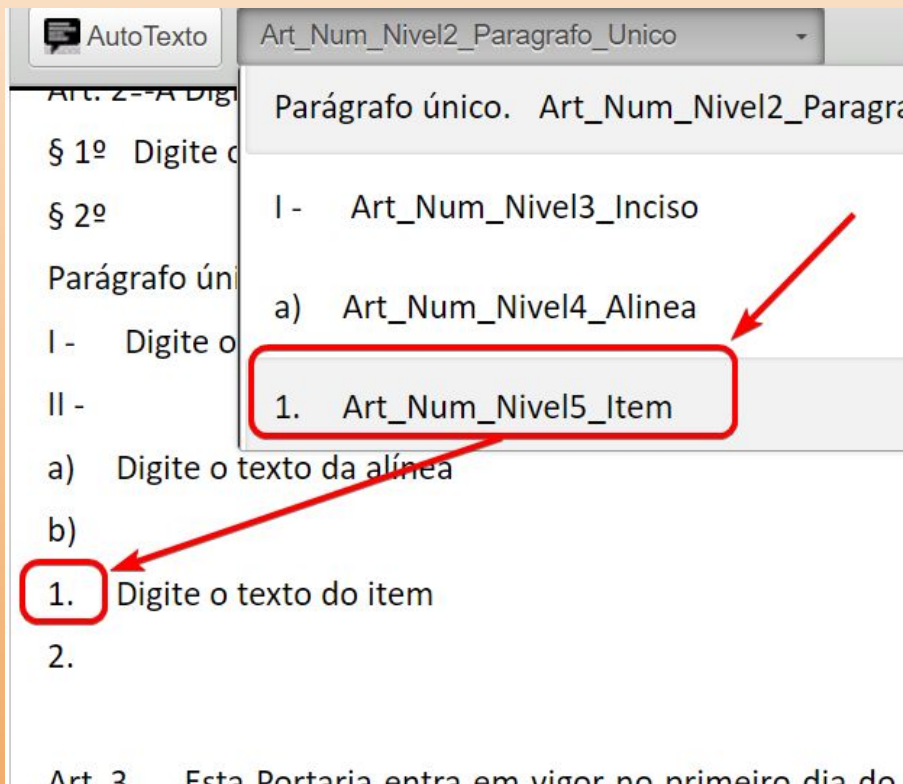 AutoTexto
Art_Num_Nivel2_Paragrafo_Unico
Parágrafo único. Art_Num_Nivel2_Paragra
I - Art_Num_Nivel3_Inciso
a) Art_Num_Nivel4_Alinea
1. Art_Num_Nivel5_Item
§ 1º Digite
§ 2º
Parágrafo
I - Digite o
II -
a) Digite o texto da alínea
b)
1. Digite o texto do item
2.
Art. 3 Esta Portaria entra em vigor no primeiro dia do